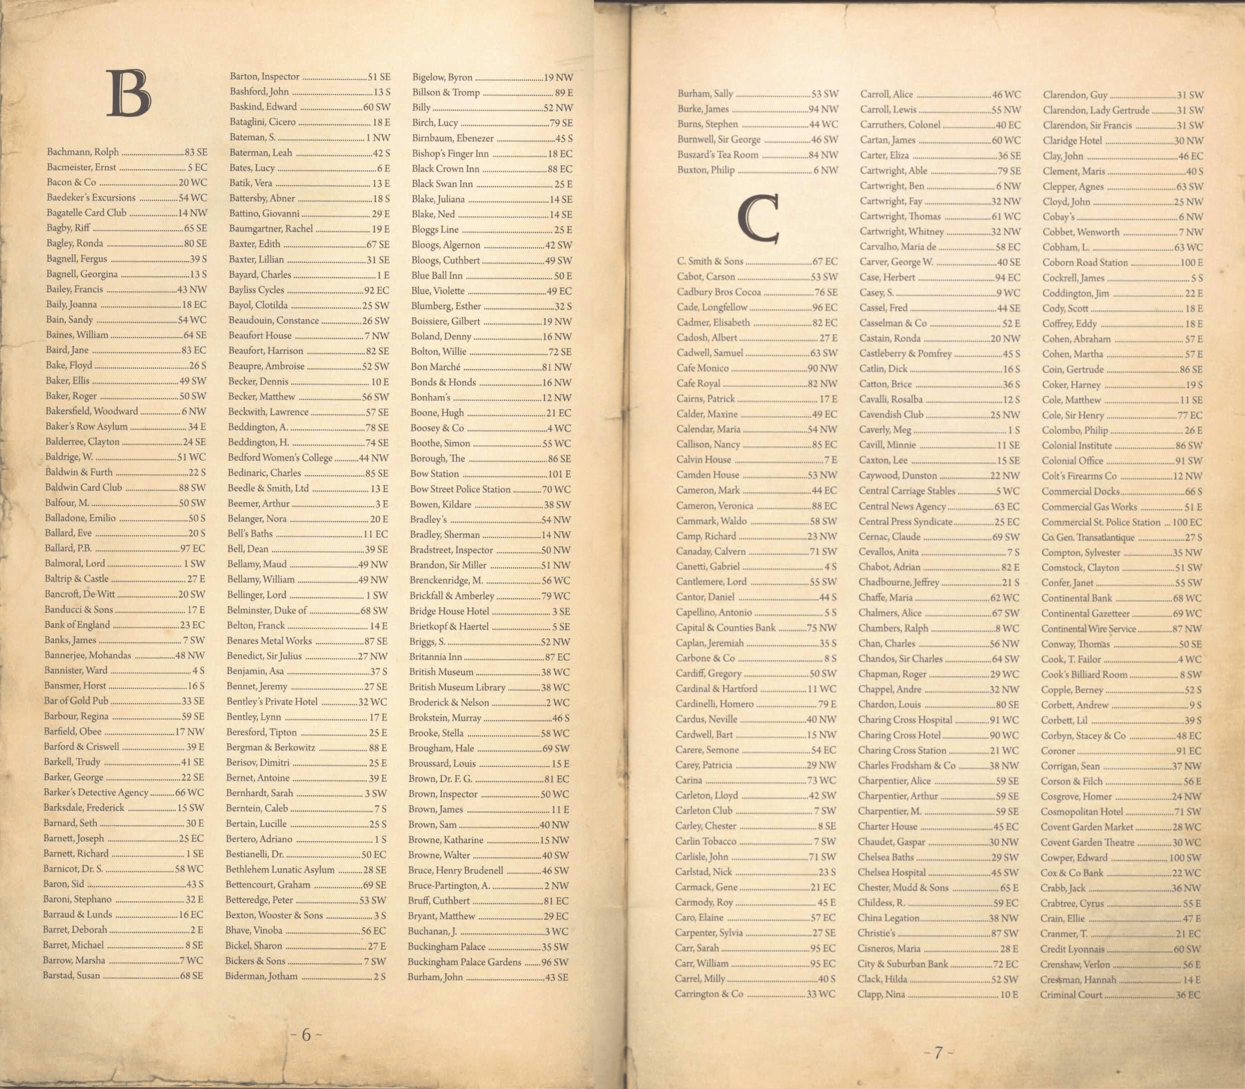 B
Bachmann, Rolph 83 SE
Bacmeister, Ernst 5 EC
Bacon & Co 20 WC
Baedeker's Excursions 54 WC
Bagatelle Card Club 14 NW
Bagby, Riff 65 SE
Bagley, Ronda 80 SE
Bagnell, Fergus 39 S
Bagnell, Georgina 13 S
Bailey, Francis 43 NW
Baily, Joanna 18 EC
Bain, Sandy 54 WC
Baines, William 64 SE
Baird, Jane 83 EC
Bake, Floyd 26 S
Baker, Ellis 49 SW
Baker, Roger 50 SW
Bakersfield, Woodward 6 NW
Baker's Row Asylum 34 E
Balderree, Clayton 24 SE
Baldrige, W. 51 WC
Baldwin & Furth 22 S
Baldwin Card Club 88 SW
Balfour, M. 50 SW
Balladone, Emilio 50 S
Ballard, Eve 20 S
Ballard, P.B. 97 EC
Balmoral, Lord 1 SW
Baltrip & Castle 27 E
Bancroft, De Witt 20 SW
Banducci & Sons 17 E
Bank of England 23 EC
Banks, James 7 SW
Bannerjee, Mohandas 48 NW
Bannister, Ward 4 S
Bansmer, Horst 16 S
Bar of Gold Pub 33 SE
Barbour, Regina 59 SE
Barfield, Obee 17 NW
Barford & Criswell 39 E
Barkell, Trudy 41 SE
Barker, George 22 SE
Barker's Detective Agency 66 WC
Barksdale, Frederick 15 SW
Barnard, Seth 30 E
Barnett, Joseph 25 EC
Barnett, Richard 1 SE
Barnicot, Dr. S. 58 WC
Baron, Sid 43 S
Baroni, Stephano 32 E
Barraud & Lunds 16 EC
Barret, Deborah 2 E
Barret, Michael 8 SE
Barrow, Marsha 7 WC
Barstad, Susan 68 SE
Barton, Inspector 51 SE
Bashford, John 13 S
Baskind, Edward 60 SW
Bataglini, Cicero 18 E
Bateman, S. 1 NW
Baterman, Leah 42 S
Bates, Lucy 6 E
Batik, Vera 13 E
Battersby, Abner 18 S
Battino, Giovanni 29 E
Baumgartner, Rachel 19 E
Baxter, Edith 67 SE
Baxter, Lillian 31 SE
Bayard, Charles 1 E
Bayliss Cycles 92 EC
Bayol, Clotilda 25 SW
Beaudouin, Constance 26 SW
Beaufort House 7 NW
Beaufort, Harrison 82 SE
Beaupre, Ambroise 52 SW
Becker, Dennis 10 E
Becker, Matthew 56 SW
Beckwith, Lawrence 57 SE
Beddington, A. 78 SE
Beddington, H. 74 SE
Bedford Women's College 44 NW
Bedinaric, Charles 85 SE
Beedle & Smith, Ltd 13 E
Beemer, Arthur 3 E
Belanger, Nora 20 E
Bell's Baths 11 EC
Bell, Dean 39 SE
Bellamy, Maud 49 NW
Bellamy, William 49 NW
Bellinger, Lord 1 SW
Belminster, Duke of 68 SW
Belton, Franck 14 E
Benares Metal Works 87 SE
Benedict, Sir Julius 27 NW
Benjamin, Asa 37 S
Bennet, Jeremy 27 SE
Bentley's Private Hotel 32 WC
Bentley, Lynn 17 E
Beresford, Tipton 25 E
Bergman & Berkowitz 88 E
Berisov, Dimitri 25 E
Bernet, Antoine 39 E
Bernhardt, Sarah 3 SW
Berntein, Caleb 7 S
Bertain, Lucille 25 S
Bertero, Adriano 1 S
Bestianelli, Dr. 50 EC
Bethlehem Lunatic Asylum 28 SE
Bettencourt, Graham 69 SE
Betteredge, Peter 53 SW
Bexton, Wooster & Sons 3 S
Bhave, Vinoba 56 EC
Bickel, Sharon 27 E
Bickers & Sons 7 SW
Biderman, Jotham 2 S
Bigelow, Byron 19 NW
Billson & Tromp 89 E
Billy 52 NW
Birch, Lucy 79 SE
Birnbaum, Ebenezer 45 S
Bishop's Finger Inn 18 EC
Black Crown Inn 88 EC
Black Swan Inn 25 E
Blake, Juliana 14 SE
Blake, Ned 14 SE
Bloggs Line 25 E
Bloogs, Algernon 42 SW
Bloogs, Cuthbert 49 SW
Blue Ball Inn 50 E
Blue, Violette 49 EC
Blumberg, Esther 32 S
Boissiere, Gilbert 19 NW
Boland, Denny 16 NW
Bolton, Willie 72 SE
Bon Marché 81 NW
Bonds & Honds 16 NW
Bonham's 12 NW
Boone, Hugh 21 EC
Boosey & Co 4 WC
Boothe, Simon 55 WC
Borough, The 86 SE
Bow Station 101 E
Bow Street Police Station 70 WC
Bowen, Kildare 38 SW
Bradley's 54 NW
Bradley, Sherman 14 NW
Bradstreet, Inspector 50 NW
Brandon, Sir Miller 51 NW
Brenckenridge, M. 56 WC
Brickfall & Amberley 79 WC
Bridge House Hotel 3 SE
Brietkopf & Haertel 5 SE
Briggs, S. 52 NW
Britannia Inn 87 EC
British Museum 38 WC
British Museum Library 38 WC
Broderick & Nelson 2 WC
Brokstein, Murray 46 S
Brooke, Stella 58 WC
Brougham, Hale 69 SW
Broussard, Louis 15 E
Brown, Dr. F. G. 81 EC
Brown, Inspector 50 WC
Brown, James 11 E
Brown, Sam 40 NW
Browne, Katharine 15 NW
Browne, Walter 40 SW
Bruce, Henry Brudenell 46 SW
Bruce-Partington, A. 2 NW
Bruff, Cuthbert 81 EC
Bryant, Matthew 29 EC
Buchanan, J. 3 WC
Buckingham Palace 35 SW
Buckingham Palace Gardens 96 SW
Burham, John 43 SE
- 6 -
Burham, Sally 53 SW
Burke, James 94 NW
Burns, Stephen 44 WC
Burnwell, Sir George 46 SW
Buszard's Tea Room 84 NW
Buxton, Philip 6 NW
C
C. Smith & Sons 67 EC
Cabot, Carson 53 SW
Cadbury Bros Cocoa 76 SE
Cade, Longfellow 96 EC
Cadmer, Elisabeth 82 EC
Cadosh, Albert 27 E
Cadwell, Samuel 63 SW
Cafe Monico 90 NW
Cafe Royal 82 NW
Cairns, Patrick 17 E
Calder, Maxine 49 EC
Calendar, Maria 54 NW
Callison, Nancy 85 EC
Calvin House 7 E
Camden House 53 NW
Cameron, Mark 44 EC
Cameron, Veronica 88 EC
Cammark, Waldo 58 SW
Camp, Richard 23 NW
Canaday, Calvern 71 SW
Canetti, Gabriel 4 S
Cantlemere, Lord 55 SW
Cantor, Daniel 44 S
Capellino, Antonio 5 S
Capital & Counties Bank 75 NW
Caplan, Jeremiah 35 S
Carbone & Co 8 S
Cardiff, Gregory 50 SW
Cardinal & Hartford 11 WC
Cardinelli, Homero 79 E
Cardus, Neville 40 NW
Cardwell, Bart 15 NW
Carere, Semone 54 EC
Carey, Patricia 29 NW
Carina 73 WC
Carleton, Lloyd 42 SW
Carleton Club 7 SW
Carley, Chester 8 SE
Carlin Tobacco 7 SW
Carlisle, John 71 SW
Carlstad, Nick 23 S
Carmack, Gene 21 EC
Carmody, Roy 45 E
Caro, Elaine 57 EC
Carpenter, Sylvia 27 SE
Carr, Sarah 95 EC
Carr, William 95 EC
Carrel, Milly 40 S
Carrington & Co 33 WC
Carroll, Alice 46 WC
Carroll, Lewis 55 NW
Carruthers, Colonel 40 EC
Cartan, James 60 WC
Carter, Eliza 36 SE
Cartwright, Able 79 SE
Cartwright, Ben 6 NW
Cartwright, Fay 32 NW
Cartwright, Thomas 61 WC
Cartwright, Whitney 32 NW
Carvalho, Maria de 58 EC
Carver, George W. 40 SE
Case, Herbert 94 EC
Casey, S. 9 WC
Cassel, Fred 44 SE
Casselman & Co 52 E
Castain, Ronda 20 NW
Castleberry & Pomfrey 45 S
Catlin, Dick 16 S
Catton, Brice 36 S
Cavalli, Rosalba 12 S
Cavendish Club 25 NW
Caverly, Meg 1 S
Cavill, Minnie 11 SE
Caxton, Lee 15 SE
Caywood, Dunston 22 NW
Central Carriage Stables 5 WC
Central News Agency 63 EC
Central Press Syndicate 25 EC
Cernac, Claude 69 SW
Cevallos, Anita 7 S
Chabot, Adrian 82 E
Chadbourne, Jeffrey 21 S
Chaffe, Maria 62 WC
Chalmers, Alice 67 SW
Chambers, Ralph 8 WC
Chan, Charles 56 NW
Chandos, Sir Charles 64 SW
Chapman, Roger 29 WC
Chappel, Andre 32 NW
Chardon, Louis 80 SE
Charing Cross Hospital 91 WC
Charing Cross Hotel 90 WC
Charing Cross Station 21 WC
Charles Frodsham & Co 38 NW
Charpentier, Alice 59 SE
Charpentier, Arthur 59 SE
Charpentier, M. 59 SE
Charter House 45 EC
Chaudet, Gaspar 30 NW
Chelsea Baths 29 SW
Chelsea Hospital 45 SW
Chester, Mudd & Sons 65 E
Childess, R. 59 EC
China Legation 38 NW
Christie's 87 SW
Cisneros, Maria 28 E
City & Suburban Bank 72 EC
Clack, Hilda 52 SW
Clapp, Nina 10 E
Clarendon, Guy 31 SW
Clarendon, Lady Gertrude 31 SW
Clarendon, Sir Francis 31 SW
Claridge Hotel 30 NW
Clay, John 46 EC
Clement, Maris 40 S
Clepper, Agnes 63 SW
Cloyd, John 25 NW
Cobay's 6 NW
Cobbet, Wenworth 7 NW
Cobham, L. 63 WC
Coborn Road Station 100 E
Cockrell, James 5 S
Coddington, Jim 22 E
Cody, Scott 18 E
Coffrey, Eddy 18 E
Cohen, Abraham 57 E
Cohen, Martha 57 E
Coin, Gertrude 86 SE
Coker, Harney 19 S
Cole, Matthew 11 SE
Cole, Sir Henry 77 EC
Colombo, Philip 26 E
Colonial Institute 86 SW
Colonial Office 91 SW
Colt's Firearms Co 12 NW
Commercial Docks 66 S
Commercial Gas Works 51 E
Commercial St. Police Station 100 EC
Co. Gen. Transatlantique 27 S
Compton, Sylvester 35 NW
Comstock, Clayton 51 SW
Confer, Janet 55 SW
Continental Bank 68 WC
Continental Gazetteer 69 WC
Continental Wire Service 87 NW
Conway, Thomas 50 SE
Cook, T. Failor 4 WC
Cook's Billiard Room 8 SW
Copple, Berney 52 S
Corbett, Andrew 9 S
Corbett, Lil 39 S
Corbyn, Stacey & Co 48 EC
Coroner 91 EC
Corrigan, Sean 37 NW
Corson & Filch 56 E
Cosgrove, Homer 24 NW
Cosmopolitan Hotel 71 SW
Covent Garden Market 28 WC
Covent Garden Theatre 30 WC
Cowper, Edward 100 SW
Cox & Co Bank 22 WC
Crabb, Jack 36 NW
Crabtree, Cyrus 55 E
Crain, Ellie 47 E
Cranmer, T. 21 EC
Credit Lyonnais 60 SW
Crenshaw, Verlon 56 E
Cressman, Hannah 14 E
Criminal Court 36 EC
- 7 -